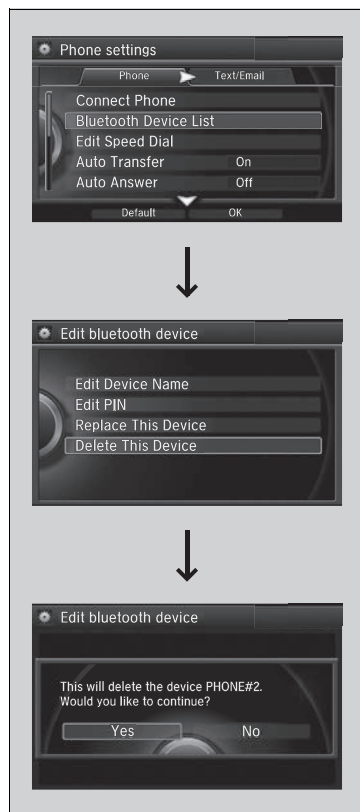 Phone settings
Phone Text/Email
Connect Phone
Bluetooth Device List
Edit Speed Dial
Auto Transfer On
Auto Answer Off
Default OK
Edit bluetooth device
Edit Device Name
Edit PIN
Replace This Device
Delete This Device
Edit bluetooth device
This will delete the device PHONE#2.
Would you like to continue?
Yes No